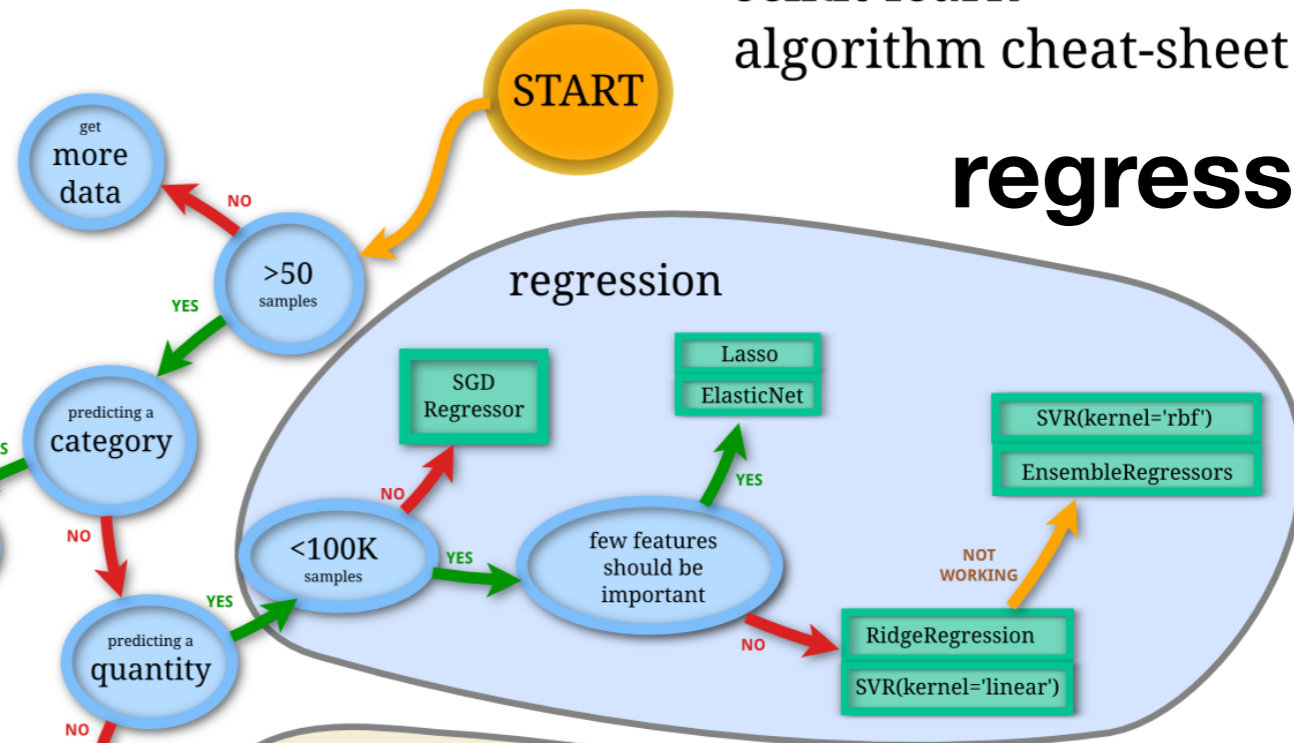 algorithm cheat-sheet
START
regress
get
more
data
NO
>50
samples
YES
predicting a
category
S
NO
predicting a
quantity
YES
NO
regression
<100K
samples
NO
SGD
Regressor
YES
few features
should be
important
YES
Lasso
ElasticNet
NO
RidgeRegression
SVR(kernel='linear')
NOT
WORKING
SVR(kernel='rbf')
EnsembleRegressors